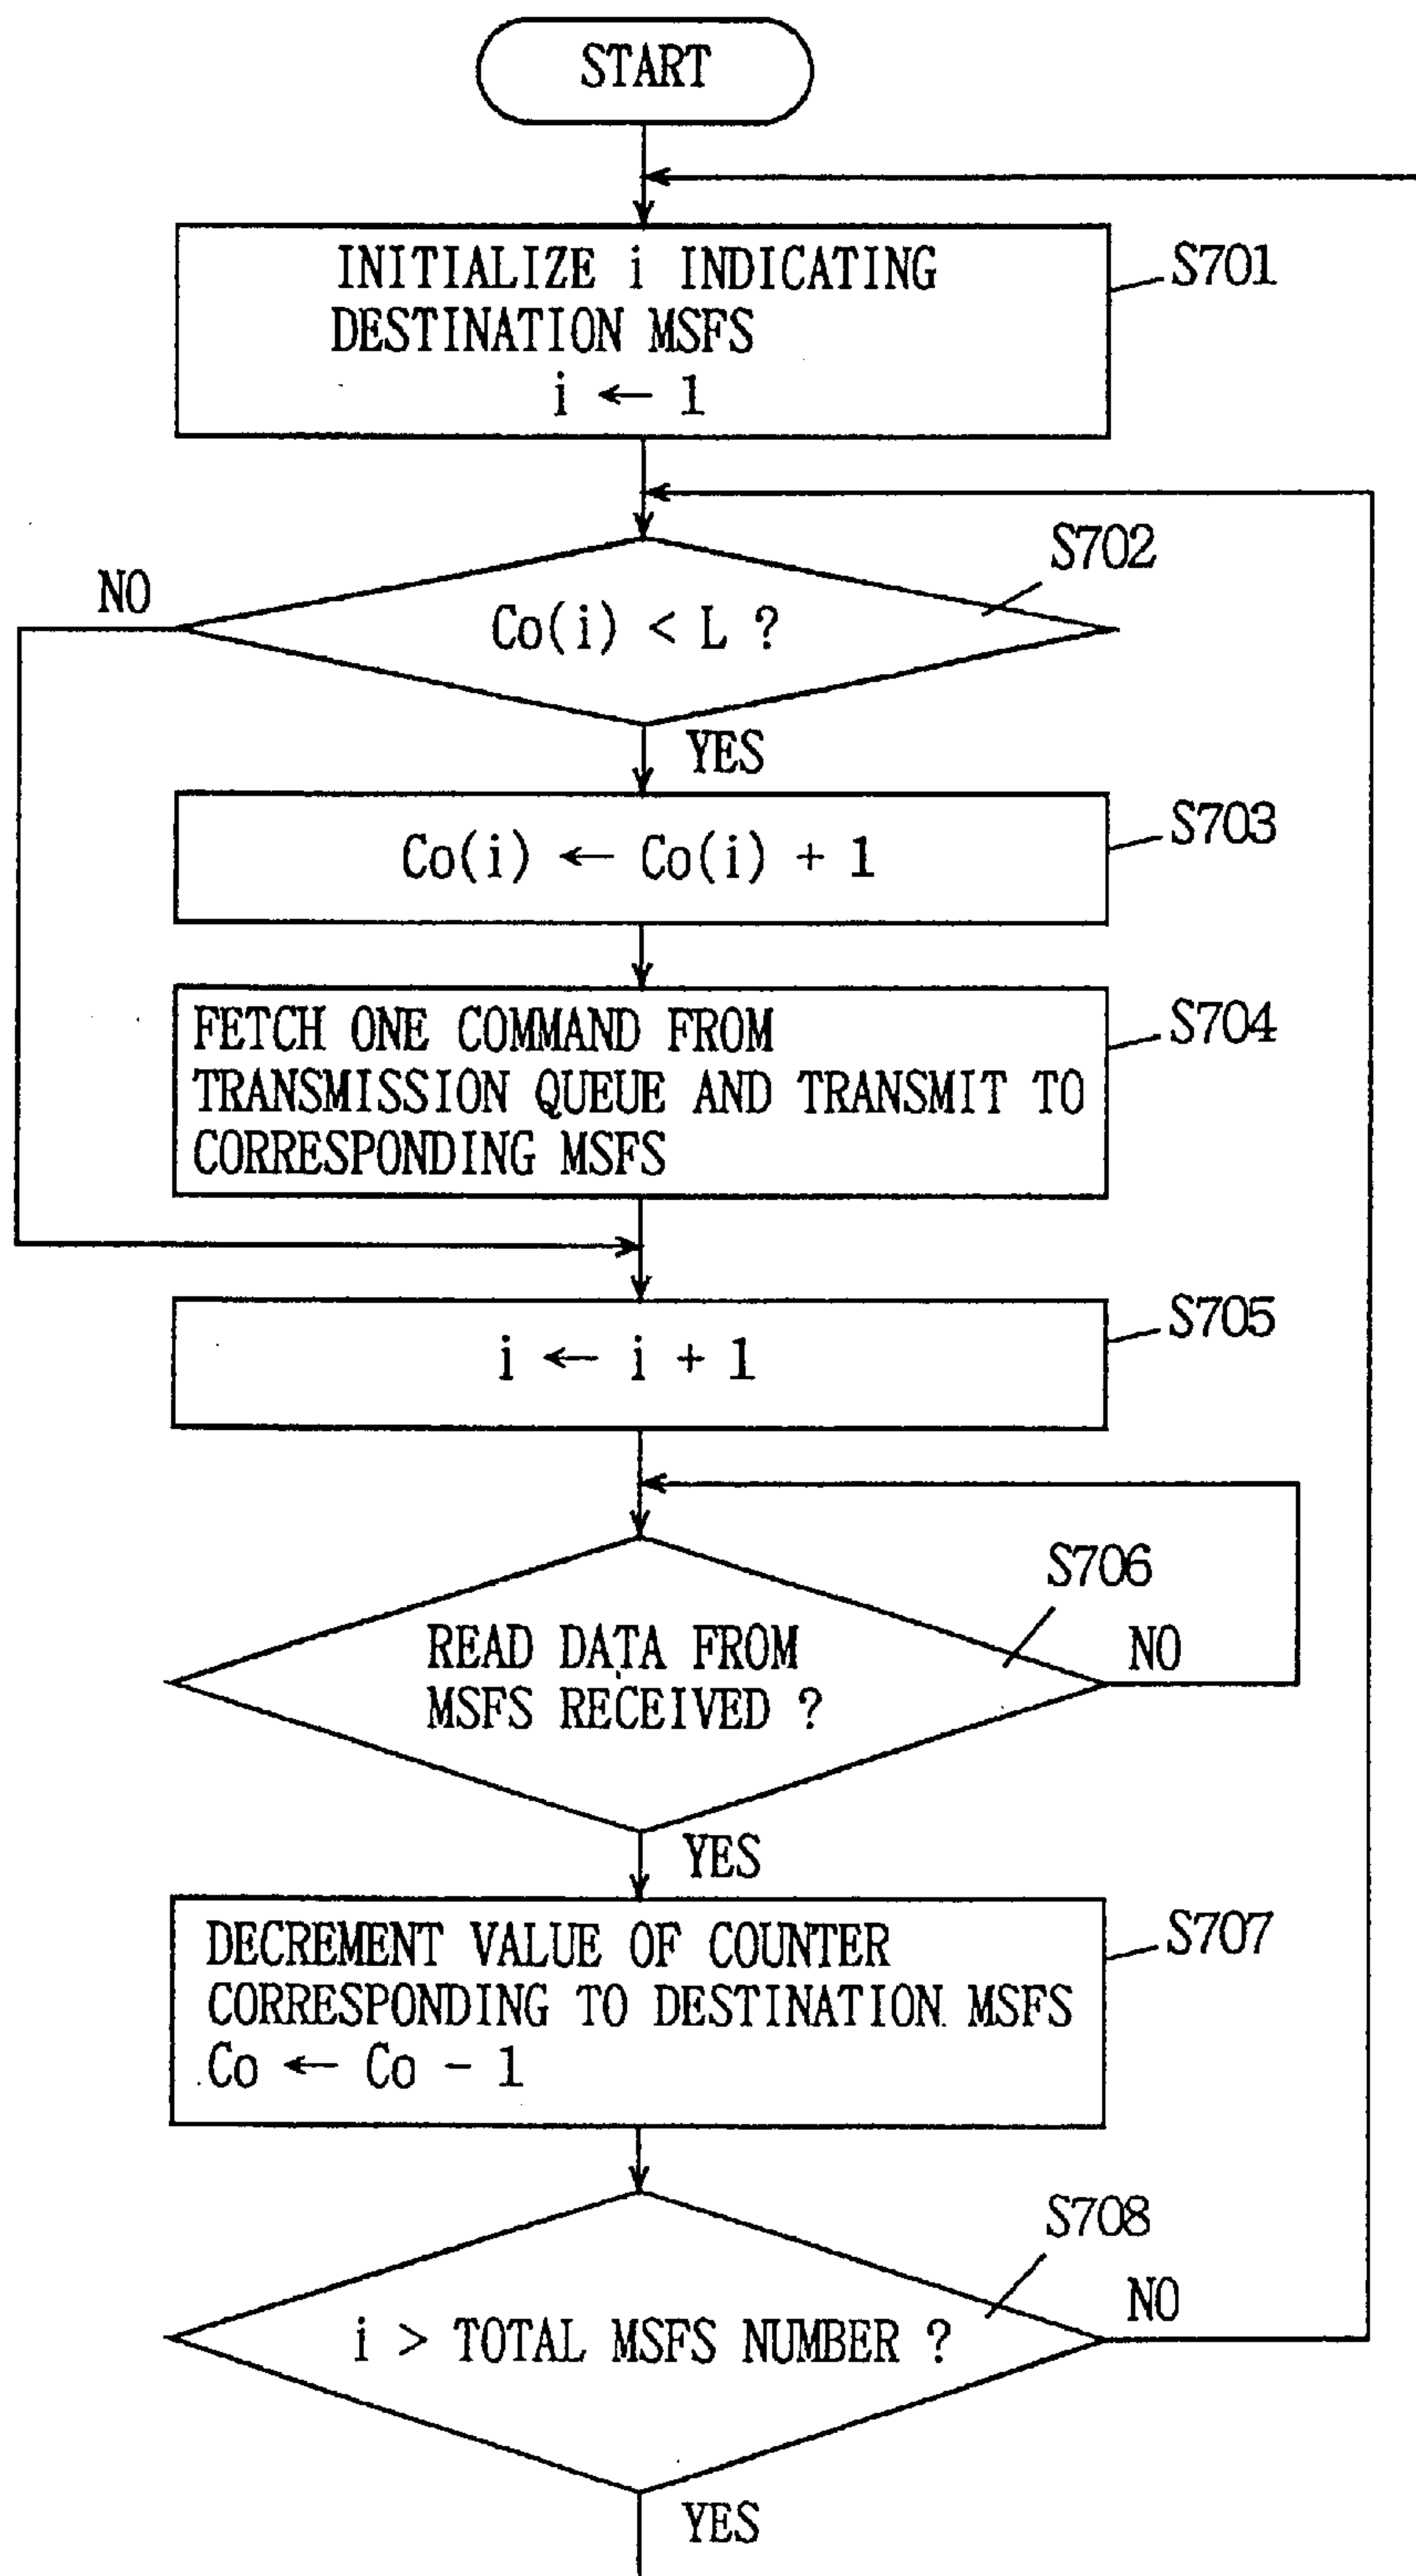 START
INITIALIZE i INDICATING
DESTINATION MSFS
i ← 1
S701
S702
NO
Co(i) < L ?
YES
Co(i) ← Co(i) + 1
S703
FETCH ONE COMMAND FROM
TRANSMISSION QUEUE AND TRANSMIT TO
CORRESPONDING MSFS
S704
i ← i + 1
S705
S706
READ DATA FROM
MSFS RECEIVED ?
NO
YES
DECREMENT VALUE OF COUNTER
CORRESPONDING TO DESTINATION MSFS
Co ← Co - 1
S707
S708
i > TOTAL MSFS NUMBER ?
NO
YES